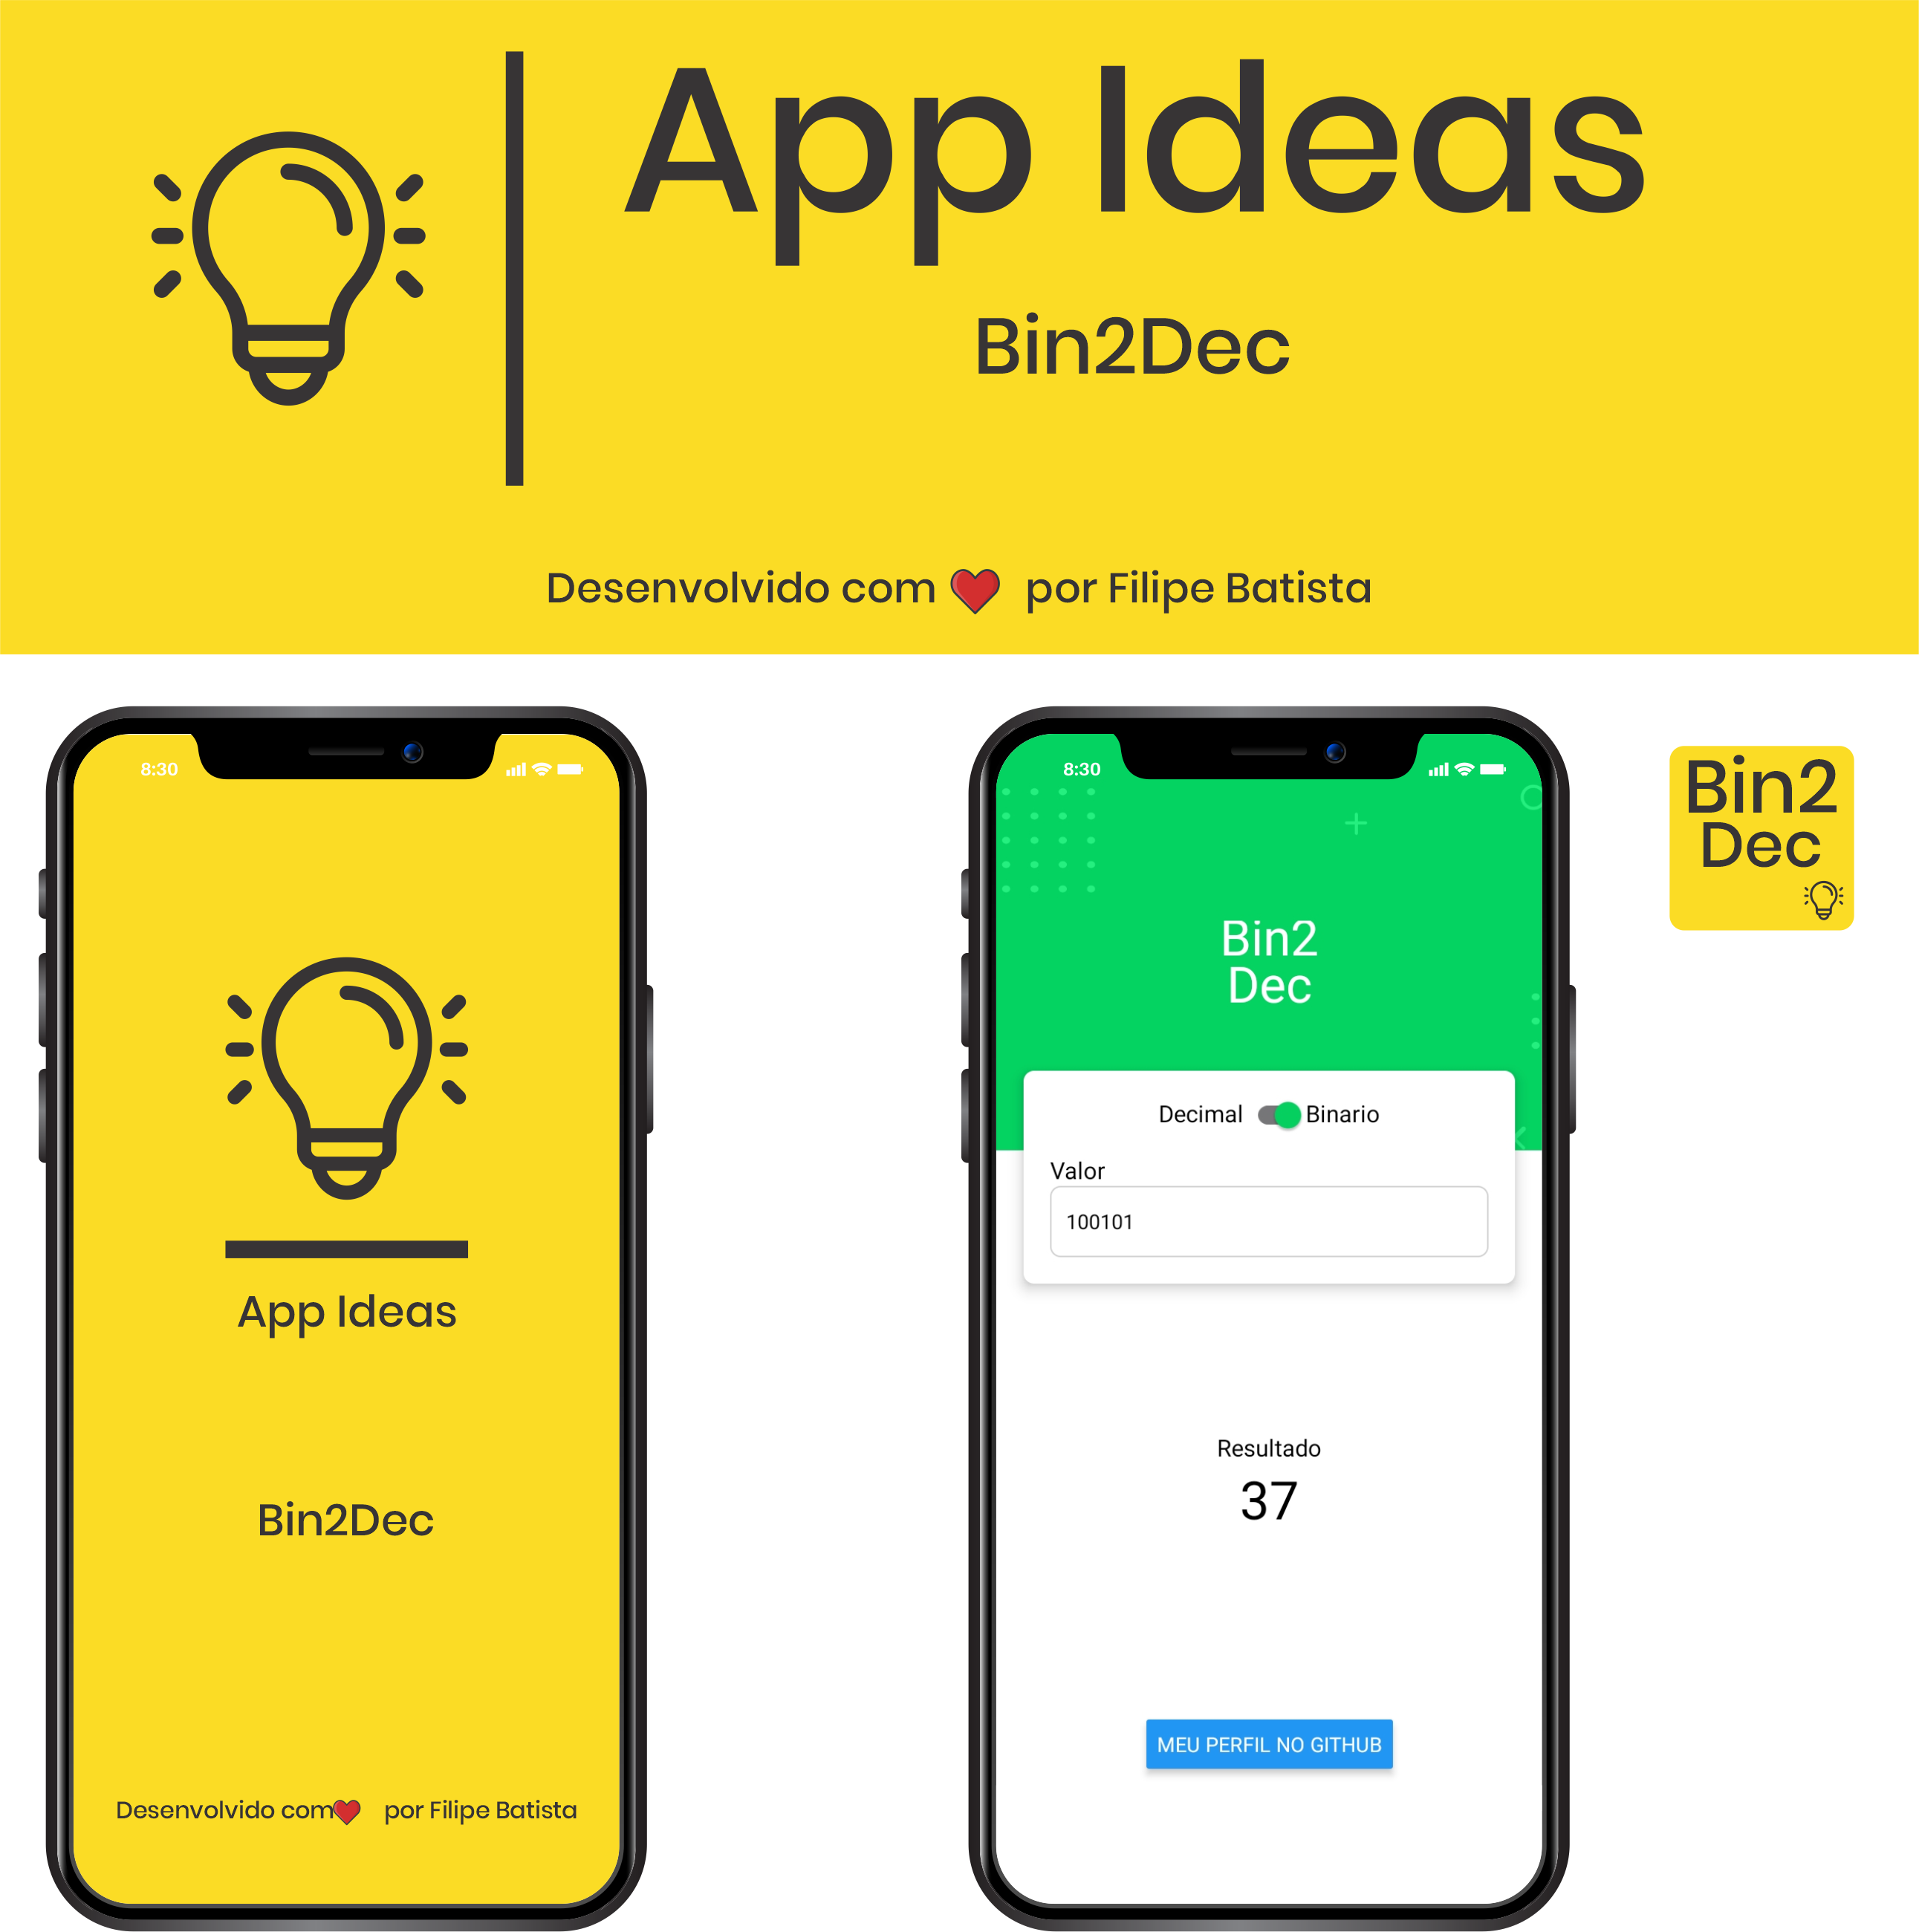 App Ideas
Bin2Dec
Desenvolvido com ❤️ por Filipe Batista
8:30
App Ideas
Bin2Dec
Desenvolvido com❤️ por Filipe Batista
8:30
Bin2
Dec
Decimal Binario
Valor
100101
Resultado
37
MEU PERFIL NO GITHUB
Bin2
Dec